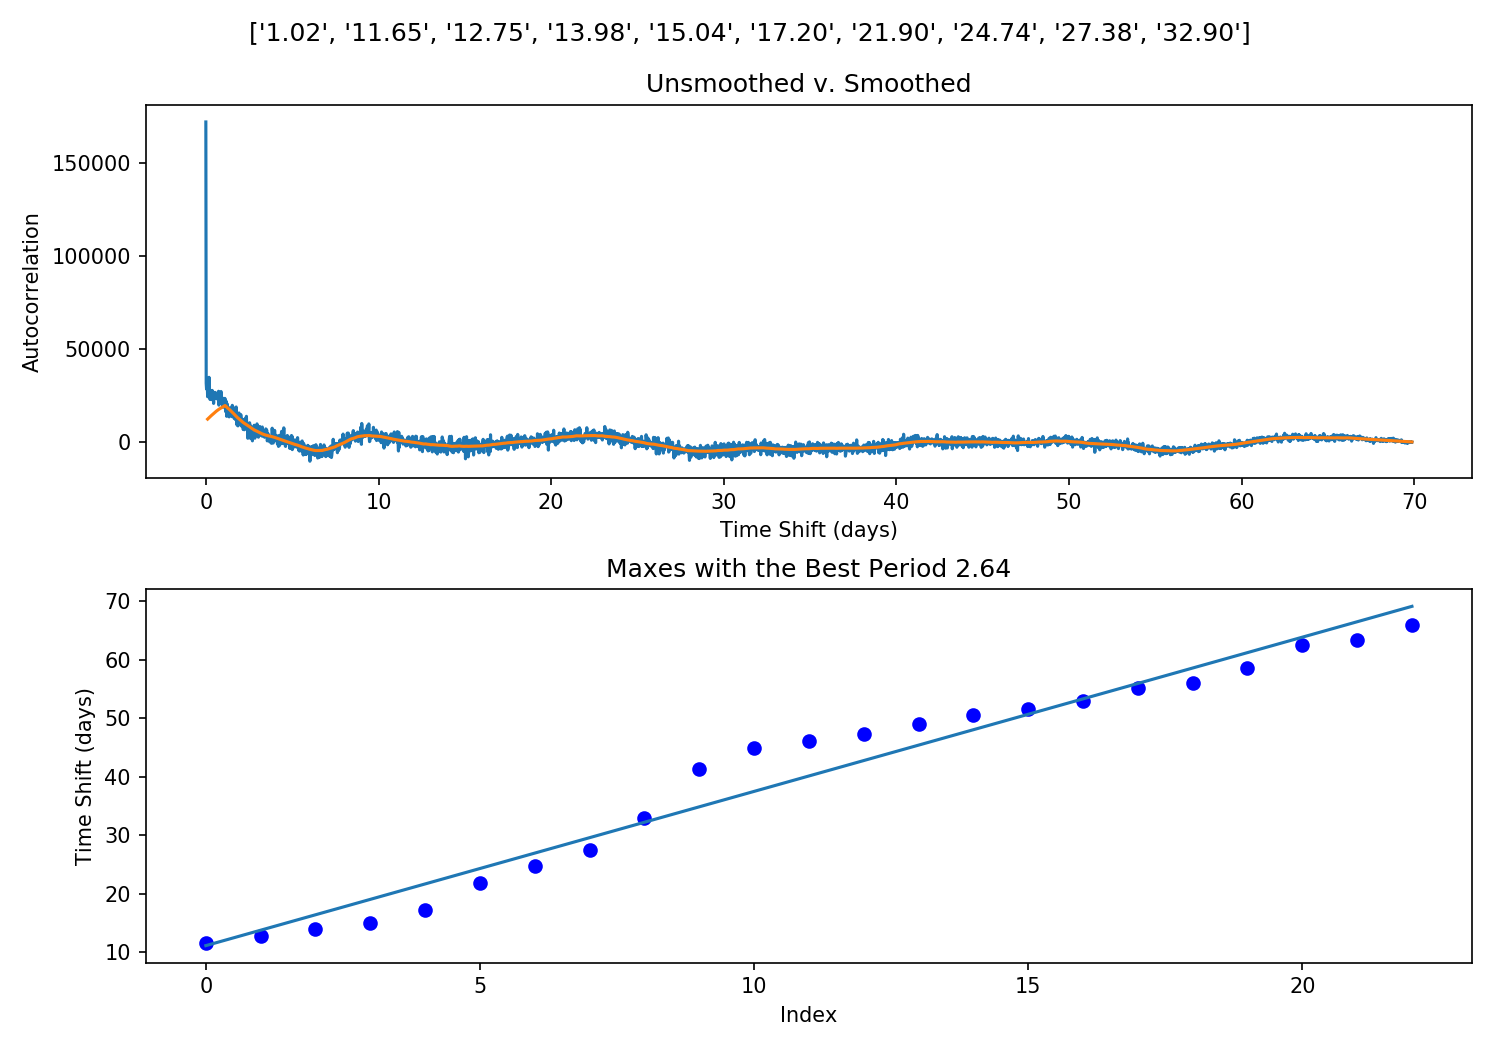 ['1.02', '11.65', '12.75', '13.98', '15.04', '17.20', '21.90', '24.74', '27.38', '32.90']
Unsmoothed v. Smoothed
150000
100000
50000
0
Autocorrelation
0 10 20 30 40 50 60 70
Time Shift (days)
Maxes with the Best Period 2.64
70
60
50
40
30
20
10
Time Shift (days)
0 5 10 15 20
Index